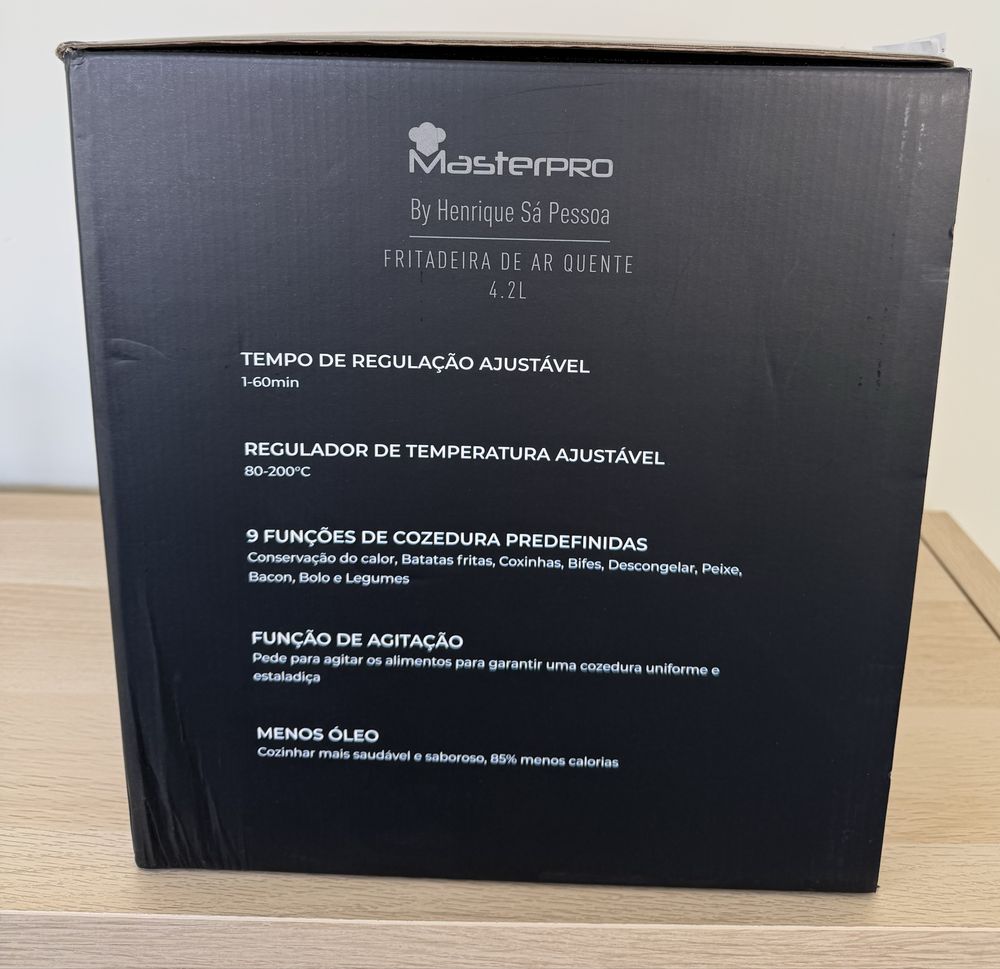 MasterPRO
By Henrique Sá Pessoa
FRITADEIRA DE AR QUENTE
4.2L
TEMPO DE REGULAÇÃO AJUSTÁVEL
1-60min
REGULADOR DE TEMPERATURA AJUSTÁVEL
80-200°C
9 FUNÇÕES DE COZEDURA PREDEFINIDAS
Conservação do calor, Batatas fritas, Coxinhas, Bifes, Descongelar, Peixe,
Bacon, Bolo e Legumes
FUNÇÃO DE AGITAÇÃO
Pede para agitar os alimentos para garantir uma cozedura uniforme e
estaladiça
MENOS ÓLEO
Cozinhar mais saudável e saboroso, 85% menos calorias